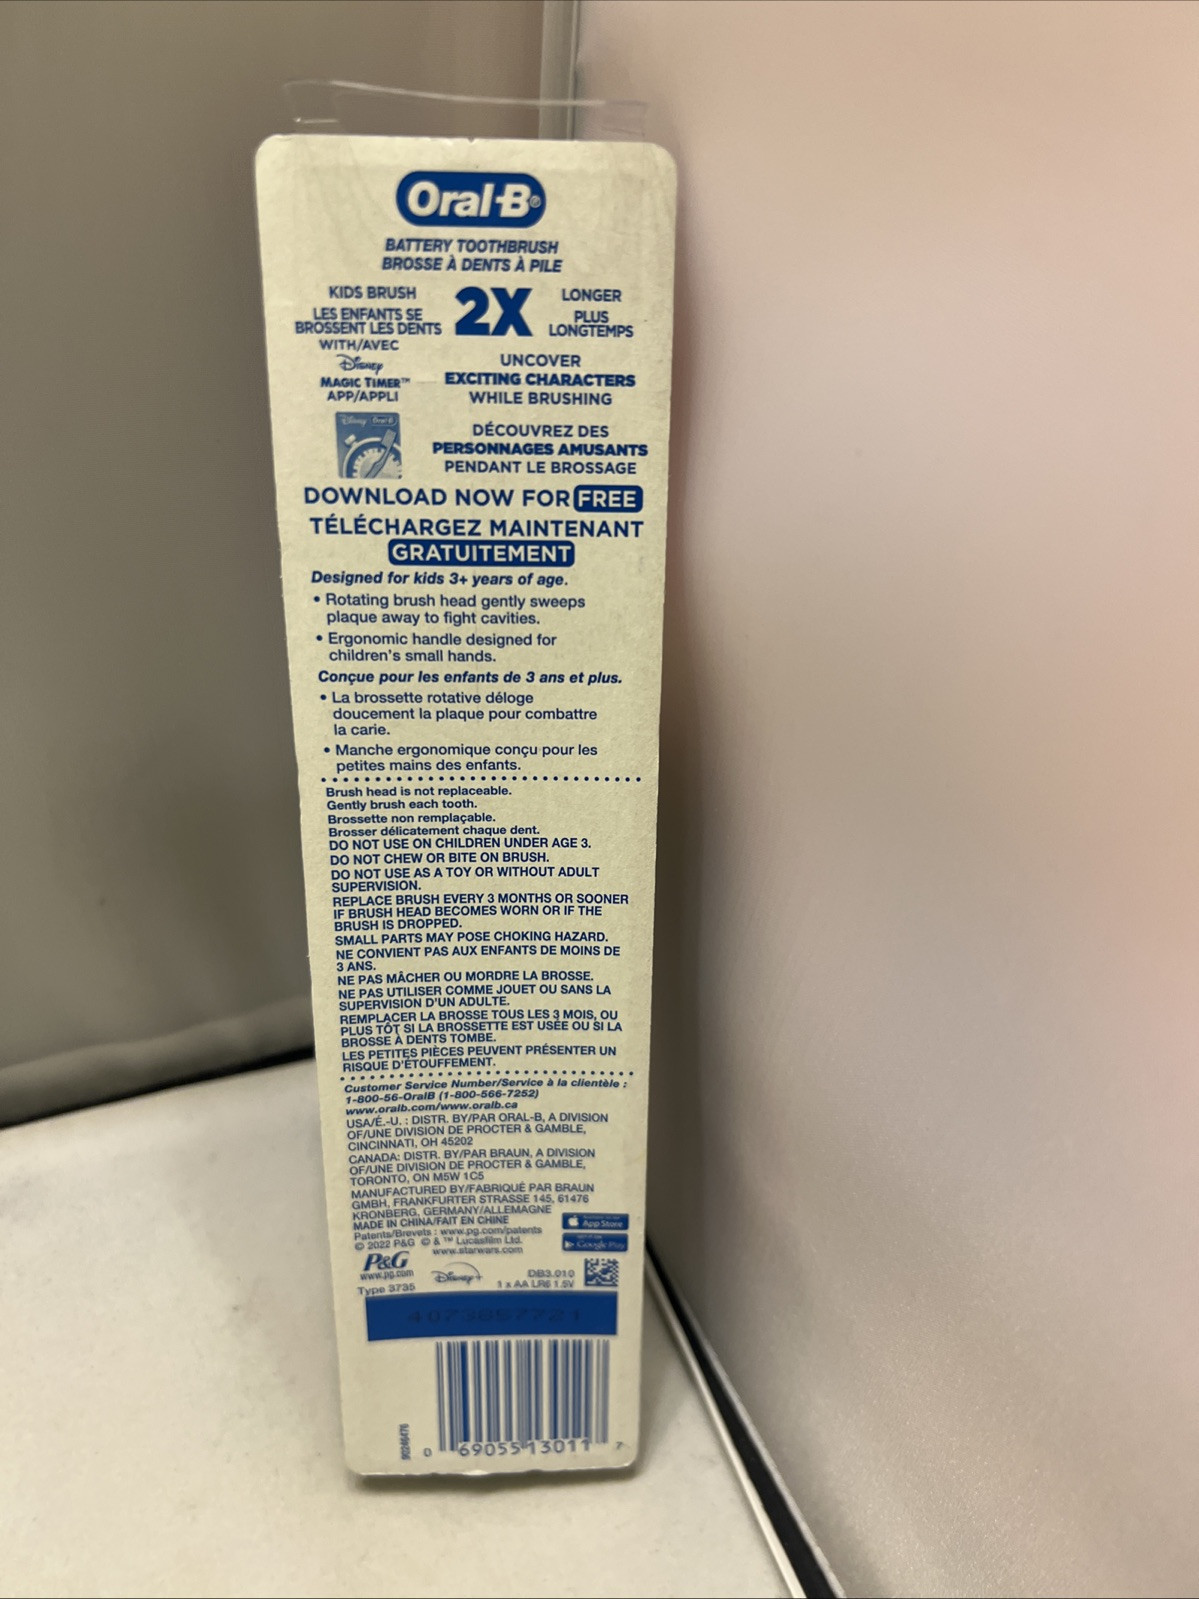 Oral-B®
BATTERY TOOTHBRUSH
BROSSE À DENTS À PILE
KIDS BRUSH 2X LONGER
LES ENFANTS SE BROSSENT LES DENTS PLUS LONGTEMPS
WITH/AVEC
Disney
MAGIC TIMER™
APP/APPLI
UNCOVER
EXCITING CHARACTERS
WHILE BRUSHING
Disney Oral-B
DÉCOUVREZ DES
PERSONNAGES AMUSANTS
PENDANT LE BROSSAGE
DOWNLOAD NOW FOR FREE
TÉLÉCHARGEZ MAINTENANT
GRATUITEMENT
Designed for kids 3+ years of age.
• Rotating brush head gently sweeps
plaque away to fight cavities.
• Ergonomic handle designed for
children's small hands.
Conçue pour les enfants de 3 ans et plus.
• La brossette rotative déloge
doucement la plaque pour combattre
la carie.
• Manche ergonomique conçu pour les
petites mains des enfants.
Brush head is not replaceable.
Gently brush each tooth.
Brossette non remplaçable.
Brosser délicatement chaque dent.
DO NOT USE ON CHILDREN UNDER AGE 3.
DO NOT CHEW OR BITE ON BRUSH.
DO NOT USE AS A TOY OR WITHOUT ADULT
SUPERVISION.
REPLACE BRUSH EVERY 3 MONTHS OR SOONER
IF BRUSH HEAD BECOMES WORN OR IF THE
BRUSH IS DROPPED.
SMALL PARTS MAY POSE CHOKING HAZARD.
NE CONVIENT PAS AUX ENFANTS DE MOINS DE
3 ANS.
NE PAS MÂCHER OU MORDRE LA BROSSE.
NE PAS UTILISER COMME JOUET OU SANS LA
SUPERVISION D'UN ADULTE.
REMPLACER LA BROSSE TOUS LES 3 MOIS, OU
PLUS TÔT SI LA BROSSETTE EST USÉE OU SI LA
BROSSE À DENTS TOMBE.
LES PETITES PIÈCES PEUVENT PRÉSENTER UN
RISQUE D'ÉTOUFFEMENT.
Customer Service Number/Service à la clientèle :
1-800-56-OralB (1-800-566-7252)
www.oralb.com/www.oralb.ca
USA/É.-U. : DISTR. BY/PAR ORAL-B, A DIVISION
OF/UNE DIVISION DE PROCTER & GAMBLE,
CINCINNATI, OH 45202
CANADA: DISTR. BY/PAR BRAUN, A DIVISION
OF/UNE DIVISION DE PROCTER & GAMBLE,
TORONTO, ON M5W 1C5
MANUFACTURED BY/FABRIQUÉ PAR BRAUN
GMBH, FRANKFURTER STRASSE 145, 61476
KRONBERG, GERMANY/ALLEMAGNE
MADE IN CHINA/FAIT EN CHINE
Patents/Brevets : www.pg.com/patents
© 2022 P&G © & ™ Lucasfilm Ltd.
www.starwars.com
App Store
Google Play
P&G
www.pg.com
Disney+
DB3.010
1 x AA LR6 1.5V
Type 3735
4073657721
90246476
0 69055 13011 7